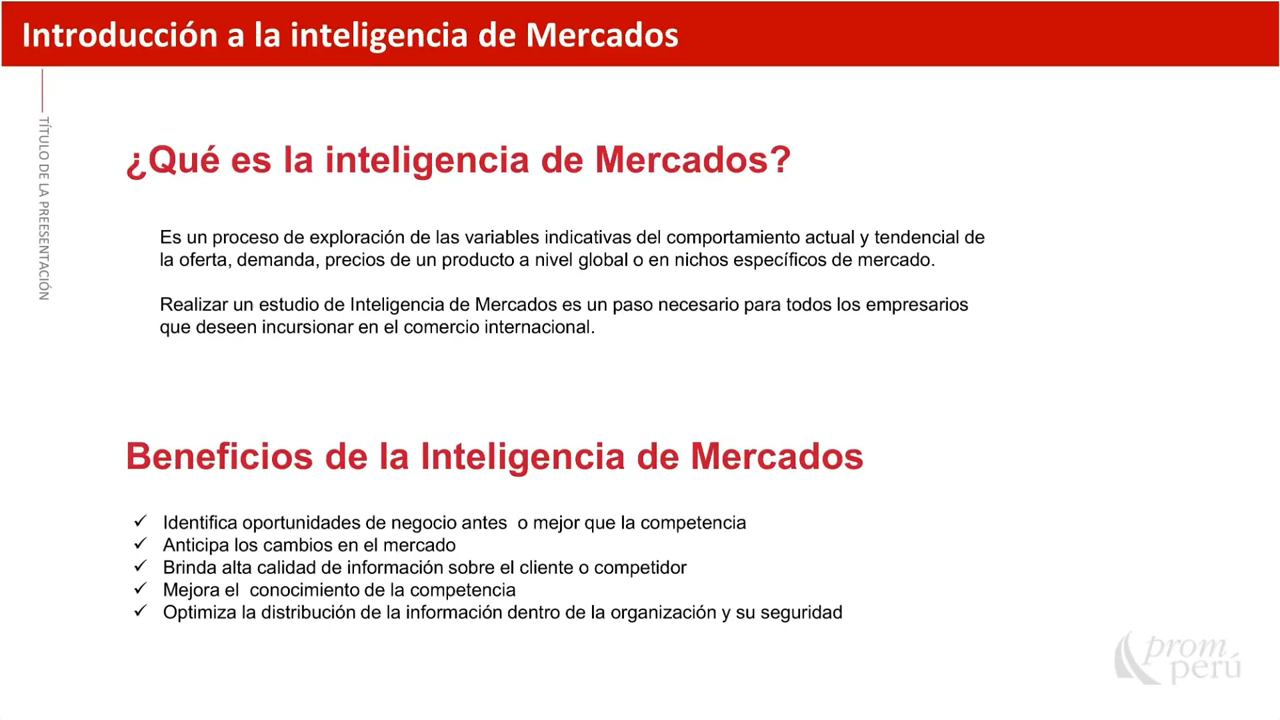 Introducción a la inteligencia de Mercados
TÍTULO DE LA PREESENTACIÓN
¿Qué es la inteligencia de Mercados?
Es un proceso de exploración de las variables indicativas del comportamiento actual y tendencial de
la oferta, demanda, precios de un producto a nivel global o en nichos específicos de mercado.
Realizar un estudio de Inteligencia de Mercados es un paso necesario para todos los empresarios
que deseen incursionar en el comercio internacional.
Beneficios de la Inteligencia de Mercados
✓ Identifica oportunidades de negocio antes  o mejor que la competencia
✓ Anticipa los cambios en el mercado
✓ Brinda alta calidad de información sobre el cliente o competidor
✓ Mejora el  conocimiento de la competencia
✓ Optimiza la distribución de la información dentro de la organización y su seguridad
prom
perú